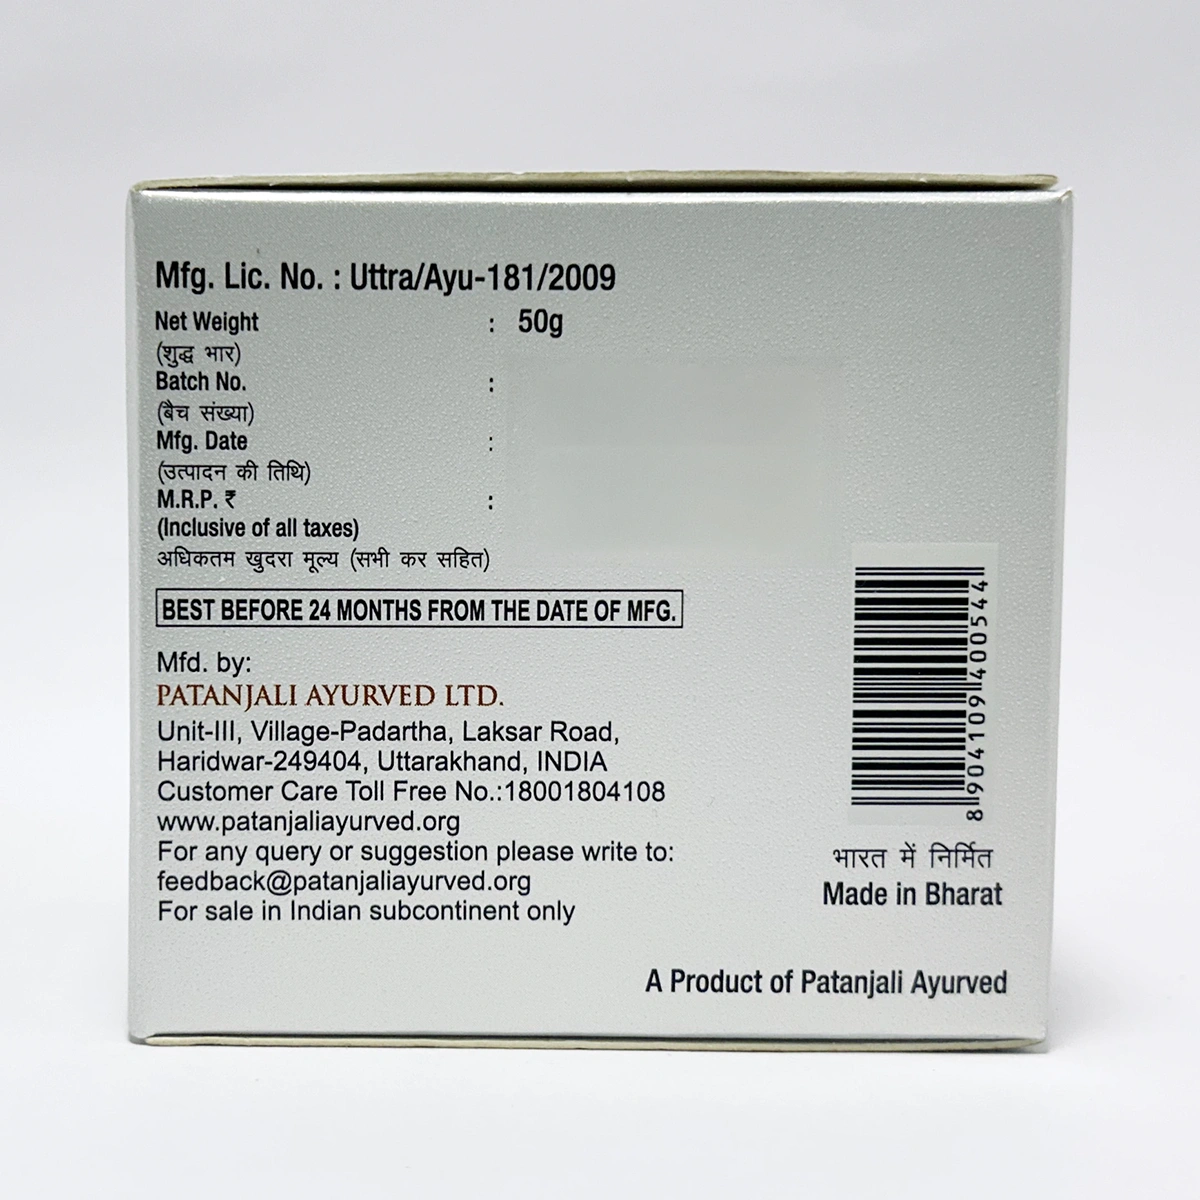 Mfg. Lic. No. : Uttra/Ayu-181/2009
Net Weight : 50g
(शुद्ध भार)
Batch No. :
(बैच संख्या)
Mfg. Date :
(उत्पादन की तिथि)
M.R.P. ₹ :
(Inclusive of all taxes)
अधिकतम खुदरा मूल्य (सभी कर सहित)
BEST BEFORE 24 MONTHS FROM THE DATE OF MFG.
Mfd. by:
PATANJALI AYURVED LTD.
Unit-III, Village-Padartha, Laksar Road,
Haridwar-249404, Uttarakhand, INDIA
Customer Care Toll Free No.:18001804108
www.patanjaliayurved.org
For any query or suggestion please write to:
feedback@patanjaliayurved.org
For sale in Indian subcontinent only
8 904109 400544
भारत में निर्मित
Made in Bharat
A Product of Patanjali Ayurved